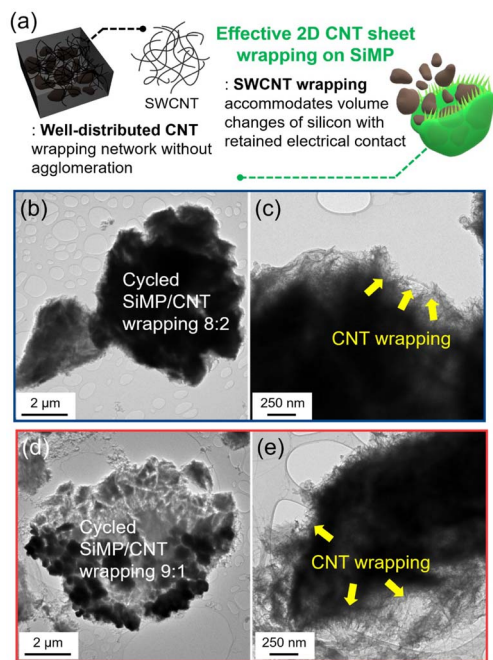 (a)
SWCNT
: Well-distributed CNT
wrapping network without
agglomeration
Effective 2D CNT sheet
wrapping on SiMP
: SWCNT wrapping
accommodates volume
changes of silicon with
retained electrical contact
(b)
Cycled
SiMP/CNT
wrapping 8:2
2 µm
(c)
CNT wrapping
250 nm
(d)
Cycled
SiMP/CNT
wrapping 9:1
2 µm
(e)
CNT wrapping
250 nm